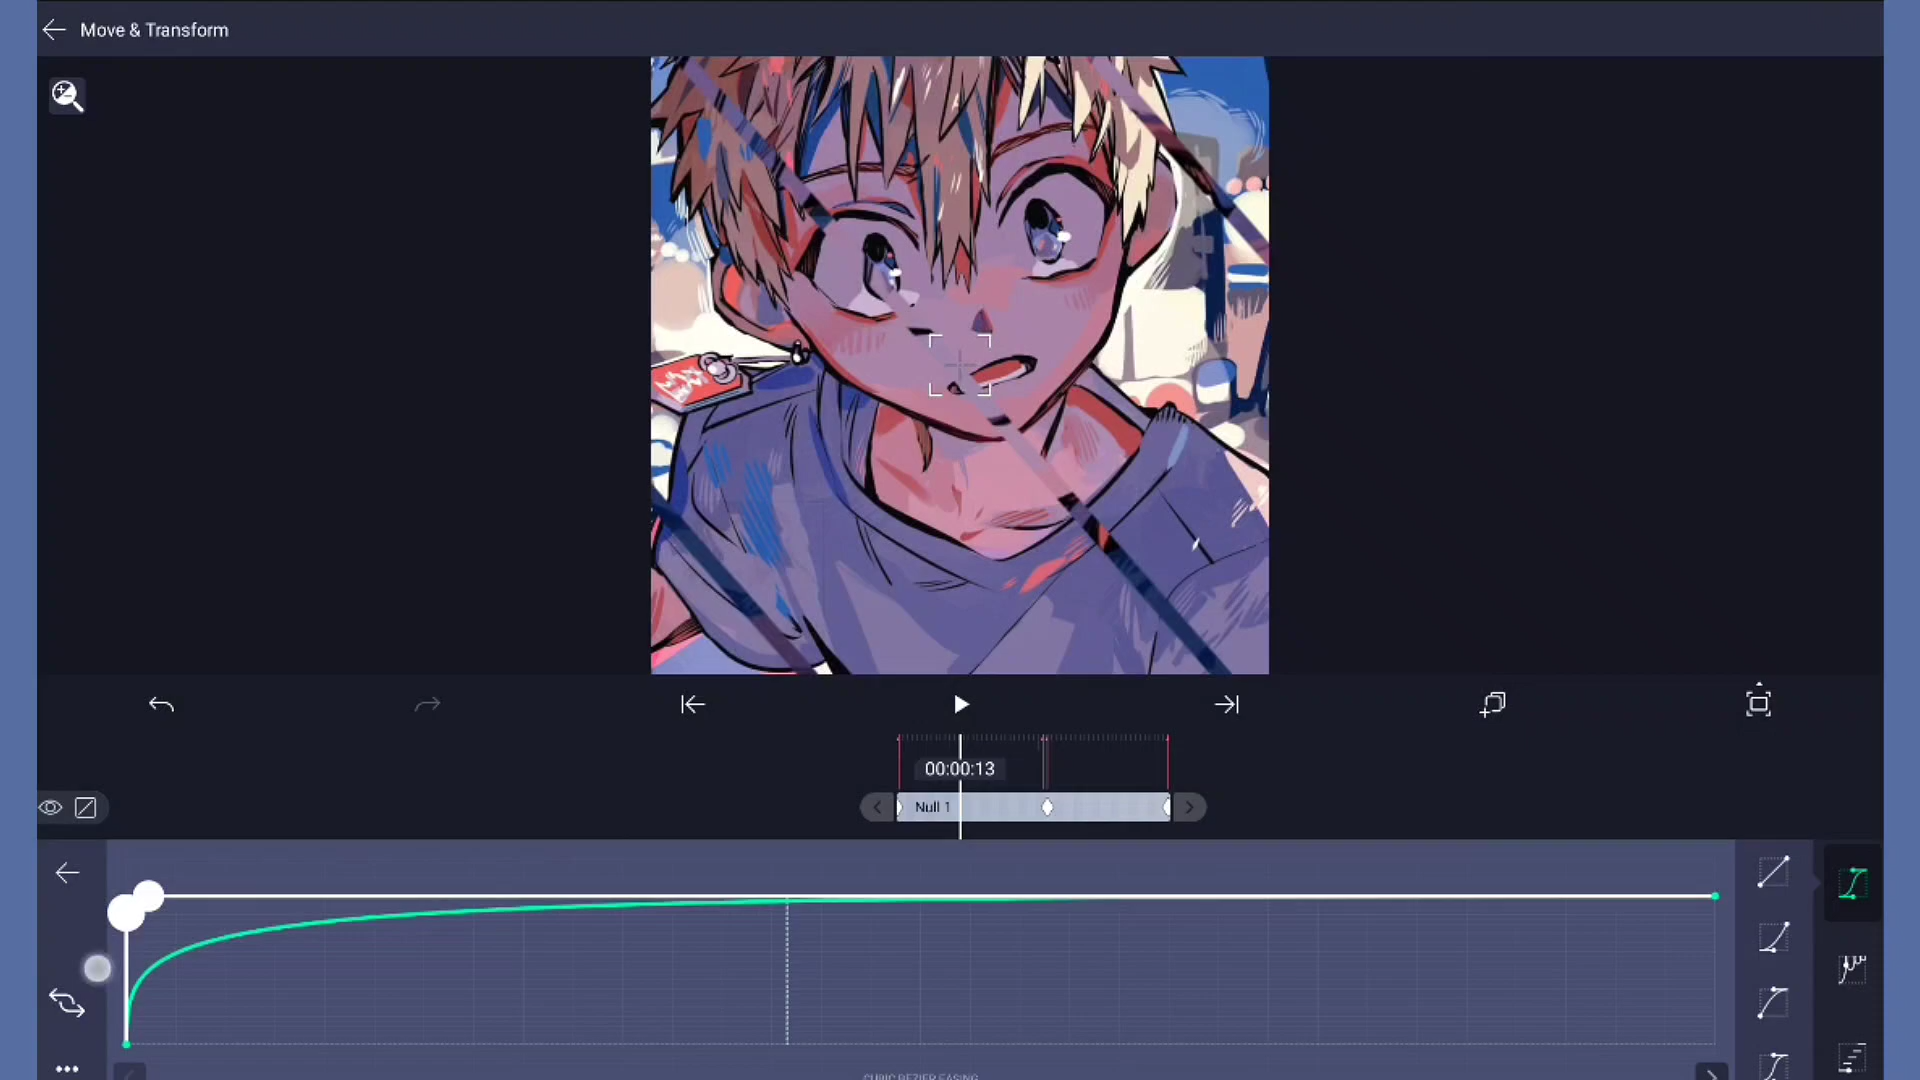 Move & Transform
00:00:13
Null 1
CUBIC BEZIER EASING